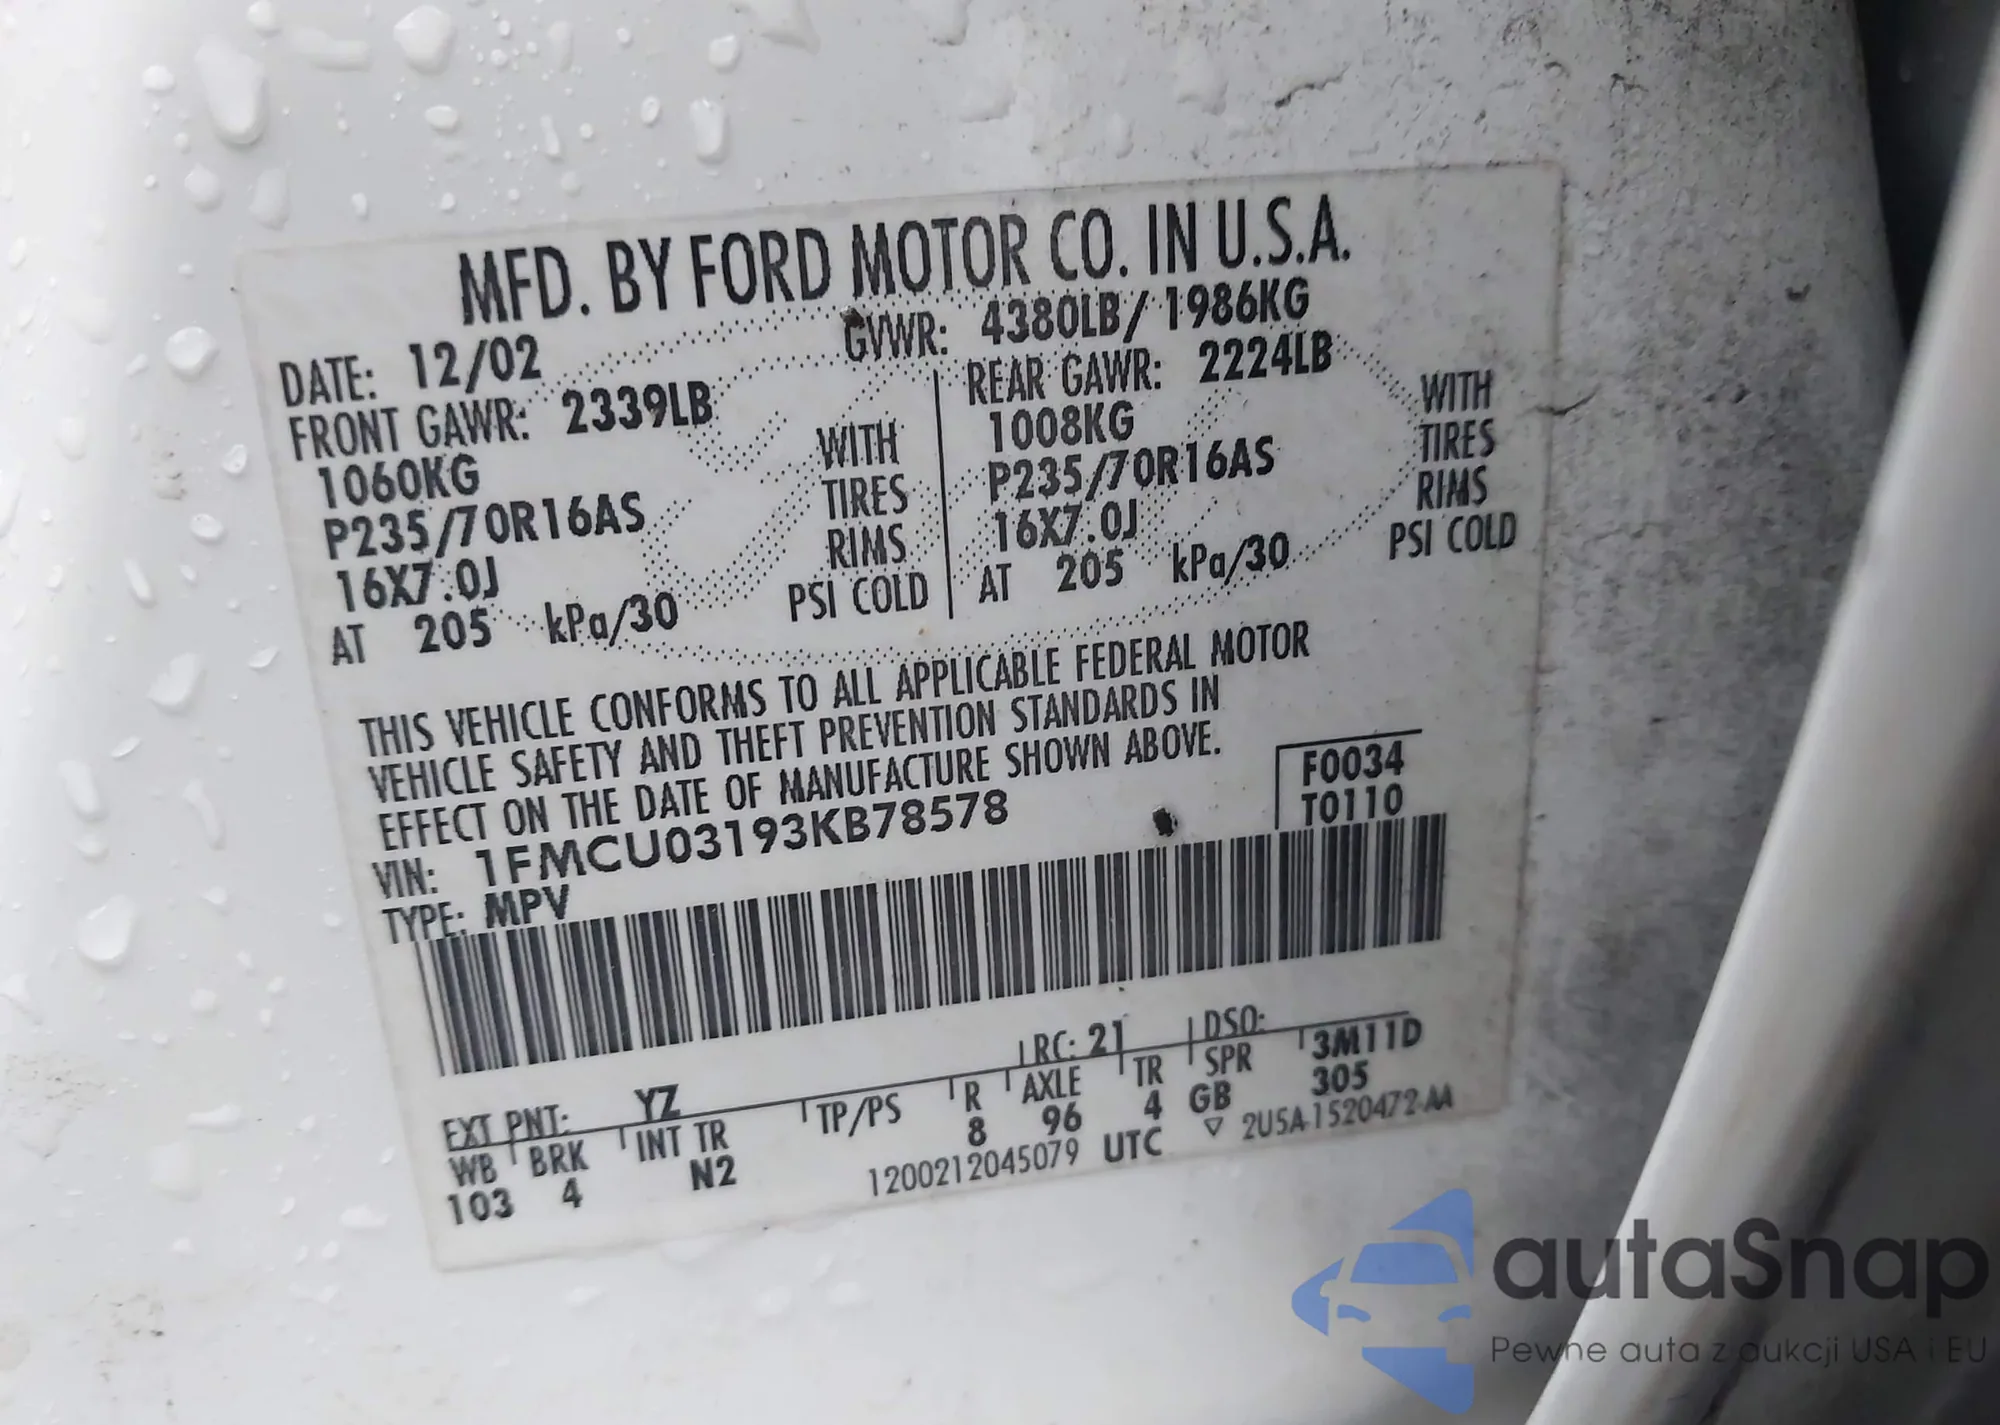 MFD. BY FORD MOTOR CO. IN U.S.A.
DATE: 12/02 GVWR: 4380LB/ 1986KG
FRONT GAWR: 2339LB REAR GAWR: 2224LB
1060KG WITH 1008KG WITH
P235/70R16AS TIRES P235/70R16AS TIRES
16X7.0J RIMS 16X7.0J RIMS
AT 205 kPa/30 PSI COLD AT 205 kPa/30 PSI COLD
THIS VEHICLE CONFORMS TO ALL APPLICABLE FEDERAL MOTOR
VEHICLE SAFETY AND THEFT PREVENTION STANDARDS IN
EFFECT ON THE DATE OF MANUFACTURE SHOWN ABOVE.
F0034
VIN: 1FMCU03193KB78578 T0110
TYPE: MPV
EXT PNT: YZ RC: 21 DSO: 3M11D
WB BRK INT TR TP/PS R AXLE TR SPR 305
103 4 N2 8 96 4 GB
1200212045079 UTC ▽ 2U5A-1520472-AA
autaSnap
Pewne auta z aukcji USA i EU